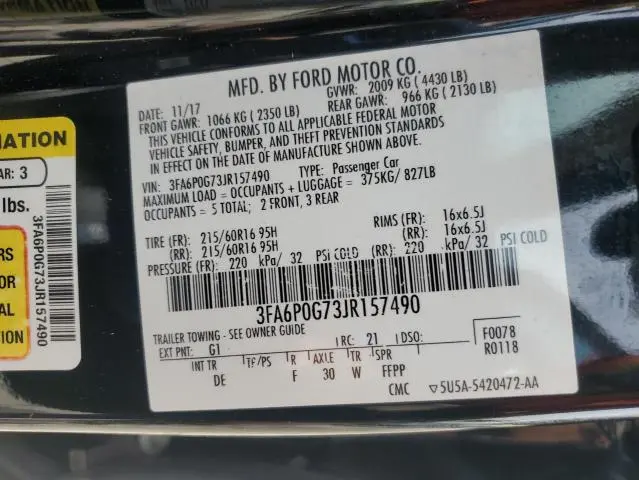 MFD. BY FORD MOTOR CO.
DATE: 11/17 GVWR: 2009 KG ( 4430 LB)
FRONT GAWR: 1066 KG ( 2350 LB) REAR GAWR: 966 KG ( 2130 LB)
THIS VEHICLE CONFORMS TO ALL APPLICABLE FEDERAL MOTOR
VEHICLE SAFETY, BUMPER, AND THEFT PREVENTION STANDARDS
IN EFFECT ON THE DATE OF MANUFACTURE SHOWN ABOVE.
VIN: 3FA6P0G73JR157490 TYPE: Passenger Car
MAXIMUM LOAD = OCCUPANTS + LUGGAGE = 375KG/ 827LB
OCCUPANTS = 5 TOTAL; 2 FRONT, 3 REAR
TIRE (FR): 215/60R16 95H RIMS (FR): 16x6.5J
(RR): 215/60R16 95H (RR): 16x6.5J
PRESSURE (FR): 220 kPa/ 32 PSI COLD (RR): 220 kPa/ 32 PSI COLD
3FA6P0G73JR157490
TRAILER TOWING - SEE OWNER GUIDE
EXT PNT: G1 RC: 21 DSO: F0078
INT TR TP/PS R AXLE TR SPR R0118
DE F 30 W FFPP
CMC ▽5U5A-5420472-AA
MATION
AR: 3
lbs.
ERS
OR
AL
S
3FA6P0G73JR157490